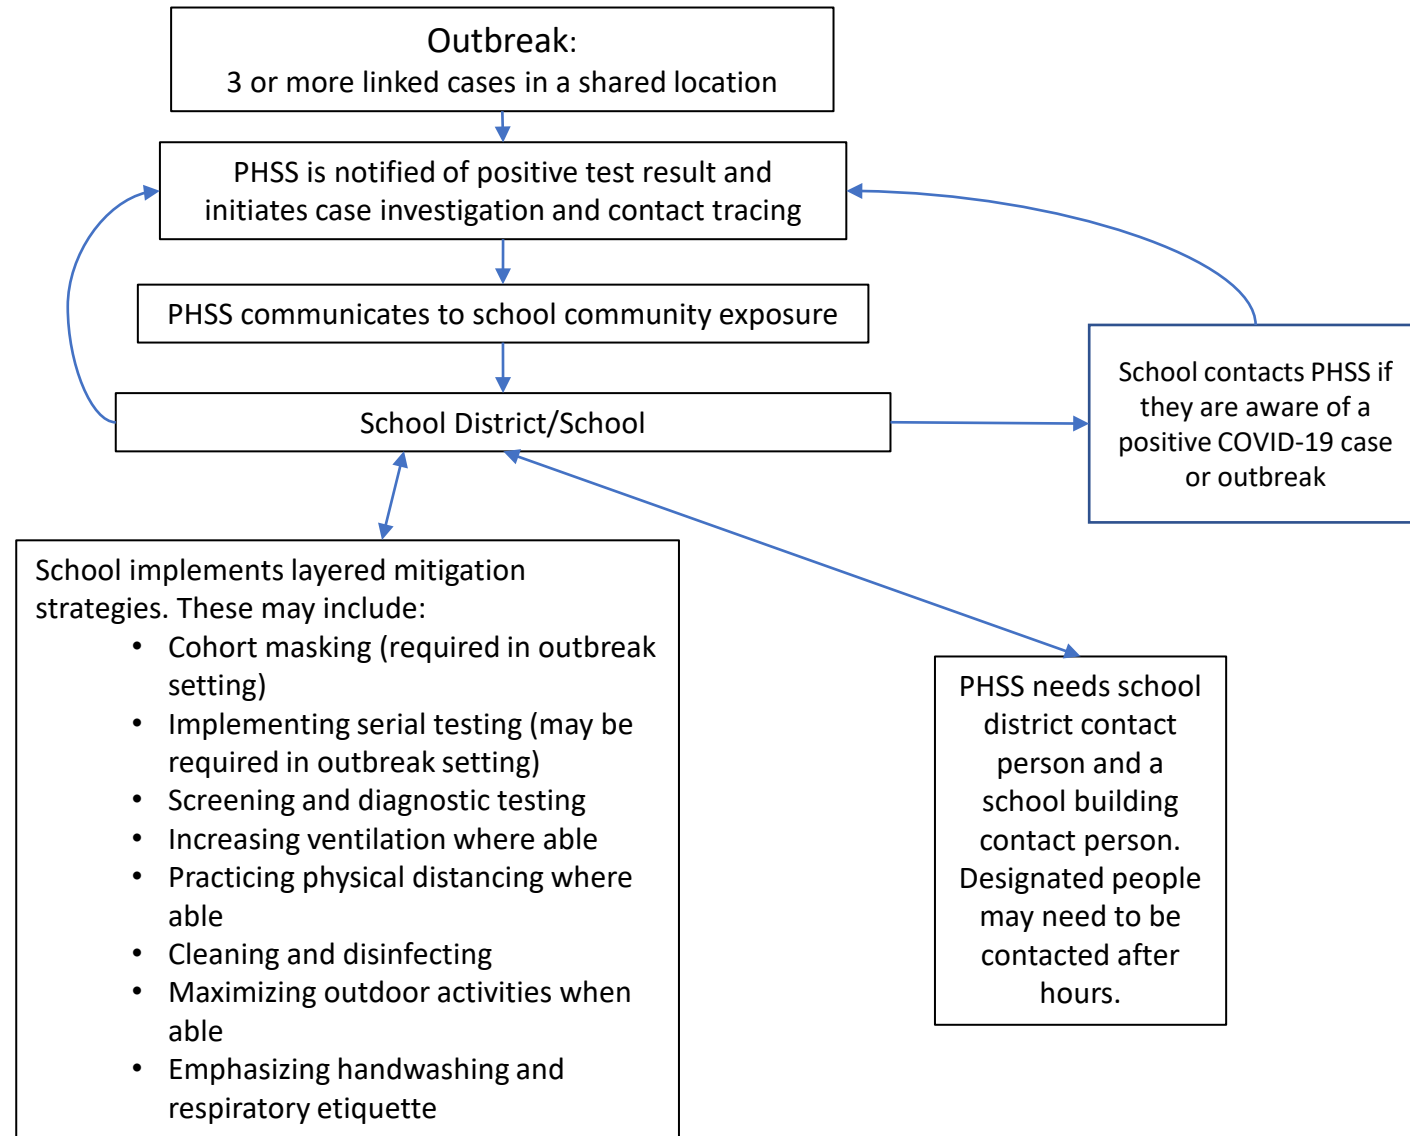 Outbreak:
3 or more linked cases in a shared location
PHSS is notified of positive test result and
initiates case investigation and contact tracing
PHSS communicates to school community exposure
School District/School
School contacts PHSS if
they are aware of a
positive COVID-19 case
or outbreak
School implements layered mitigation
strategies. These may include:
• Cohort masking (required in outbreak
setting)
• Implementing serial testing (may be
required in outbreak setting)
• Screening and diagnostic testing
• Increasing ventilation where able
• Practicing physical distancing where
able
• Cleaning and disinfecting
• Maximizing outdoor activities when
able
• Emphasizing handwashing and
respiratory etiquette
PHSS needs school
district contact
person and a
school building
contact person.
Designated people
may need to be
contacted after
hours.